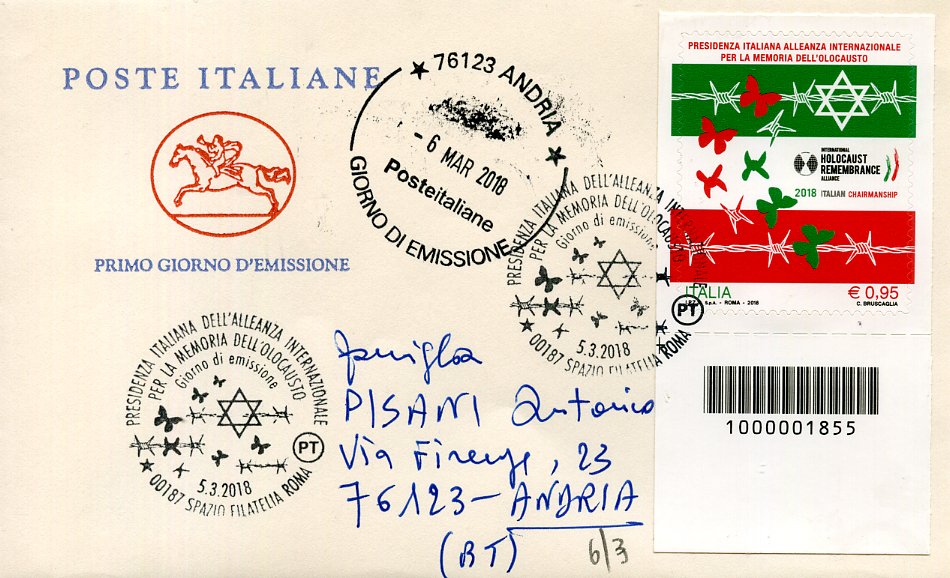 POSTE ITALIANE
PRIMO GIORNO D'EMISSIONE
76123 ANDRIA
- 6 MAR 2018
Posteitaliane
GIORNO DI EMISSIONE
PRESIDENZA ITALIANA ALLEANZA INTERNAZIONALE
PER LA MEMORIA DELL'OLOCAUSTO
INTERNATIONAL
HOLOCAUST
REMEMBRANCE
ALLIANCE
2018 ITALIAN CHAIRMANSHIP
ITALIA € 0,95
I.P.Z.S. S.p.A. - ROMA - 2018 C. BRUSCAGLIA
1000001855
PRESIDENZA ITALIANA DELL'ALLEANZA INTERNAZIONALE
PER LA MEMORIA DELL'OLOCAUSTO
Giorno di emissione
5.3.2018
00187 SPAZIO FILATELIA ROMA
PT
PRESIDENZA ITALIANA DELL'ALLEANZA INTERNAZIONALE
PER LA MEMORIA DELL'OLOCAUSTO
Giorno di emissione
5.3.2018
00187 SPAZIO FILATELIA ROMA
PT
PISANI Antonico
Via Firenze, 23
76123-ANDRIA
(BT)
6/3